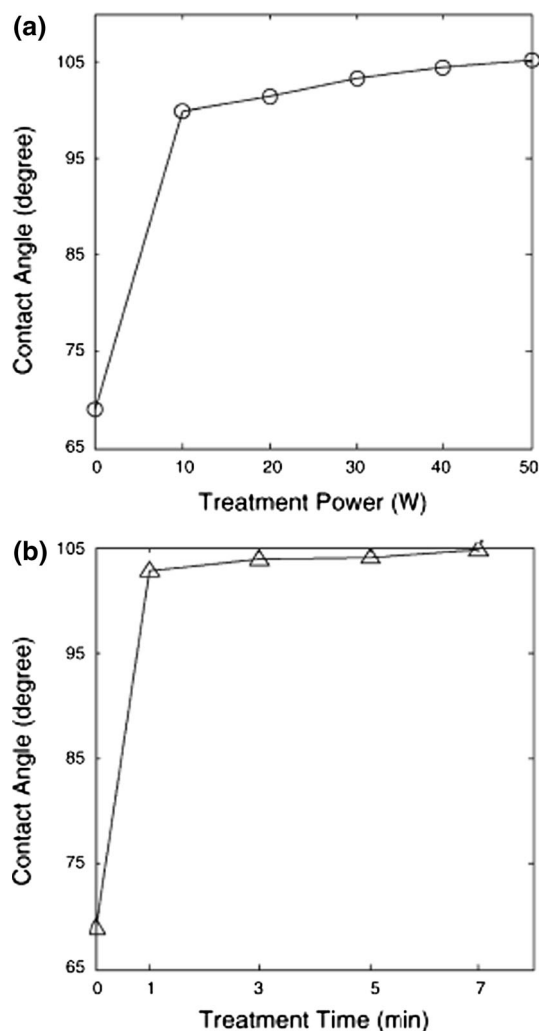 (a)
105
95
85
75
65
Contact Angle (degree)
0 10 20 30 40 50
Treatment Power (W)
(b)
105
95
85
75
65
Contact Angle (degree)
0 1 3 5 7
Treatment Time (min)